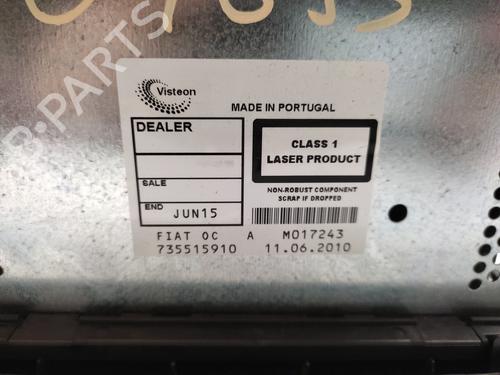 Visteon
MADE IN PORTUGAL
DEALER
CLASS 1
LASER PRODUCT
SALE
NON-ROBUST COMPONENT
SCRAP IF DROPPED
END JUN15
FIAT OC A M017243
735515910 11.06.2010
B-PARTS